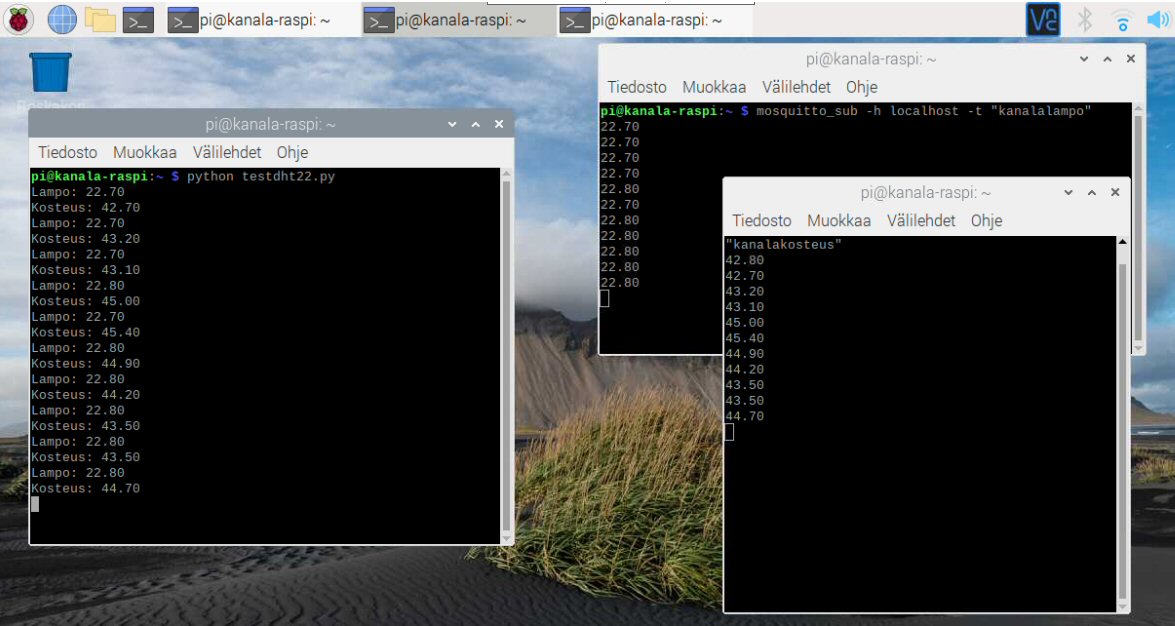 pi@kanala-raspi: ~
pi@kanala-raspi: ~
pi@kanala-raspi: ~
pi@kanala-raspi: ~
Tiedosto Muokkaa Välilehdet Ohje
pi@kanala-raspi:~ $ python testdht22.py
Lampo: 22.70
Kosteus: 42.70
Lampo: 22.70
Kosteus: 43.20
Lampo: 22.70
Kosteus: 43.10
Lampo: 22.80
Kosteus: 45.00
Lampo: 22.70
Kosteus: 45.40
Lampo: 22.80
Kosteus: 44.90
Lampo: 22.80
Kosteus: 44.20
Lampo: 22.80
Kosteus: 43.50
Lampo: 22.80
Kosteus: 43.50
Lampo: 22.80
Kosteus: 44.70
pi@kanala-raspi: ~
Tiedosto Muokkaa Välilehdet Ohje
pi@kanala-raspi:~ $ mosquitto_sub -h localhost -t "kanalalampo"
22.70
22.70
22.70
22.70
22.80
22.70
22.80
22.80
22.80
22.80
22.80
pi@kanala-raspi: ~
Tiedosto Muokkaa Välilehdet Ohje
"kanalakosteus"
42.80
42.70
43.20
43.10
45.00
45.40
44.90
44.20
43.50
43.50
44.70